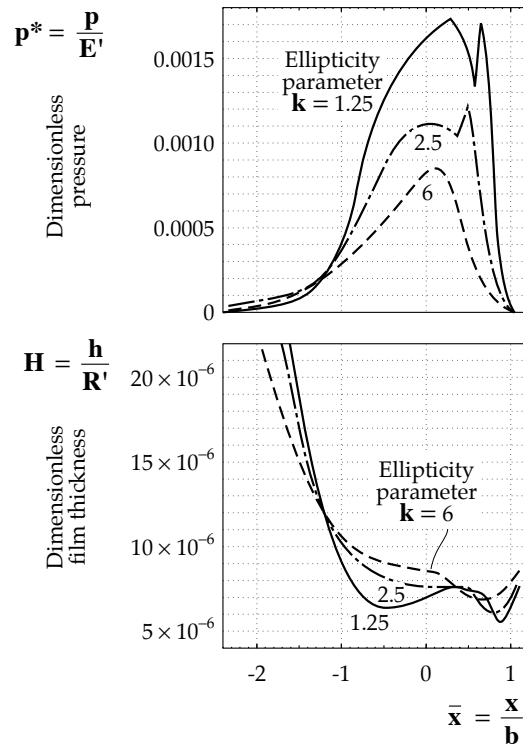 p* = p / E'
Dimensionless
pressure
0.0015
0.0010
0.0005
0
Ellipticity
parameter
k = 1.25
2.5
6
H = h / R'
Dimensionless
film thickness
20 × 10⁻⁶
15 × 10⁻⁶
10 × 10⁻⁶
5 × 10⁻⁶
Ellipticity
parameter
k = 6
2.5
1.25
-2 -1 0 1
x̄ = x / b